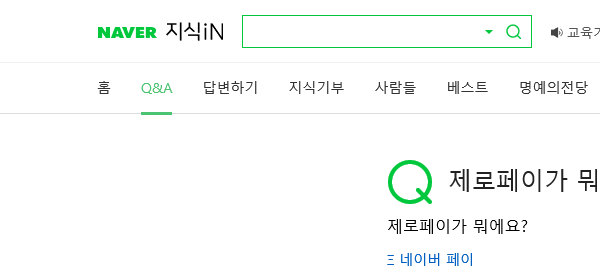 NAVER 지식iN
교육기
홈 Q&A 답변하기 지식기부 사람들 베스트 명예의전당
제로페이가 뭐
제로페이가 뭐에요?
네이버 페이